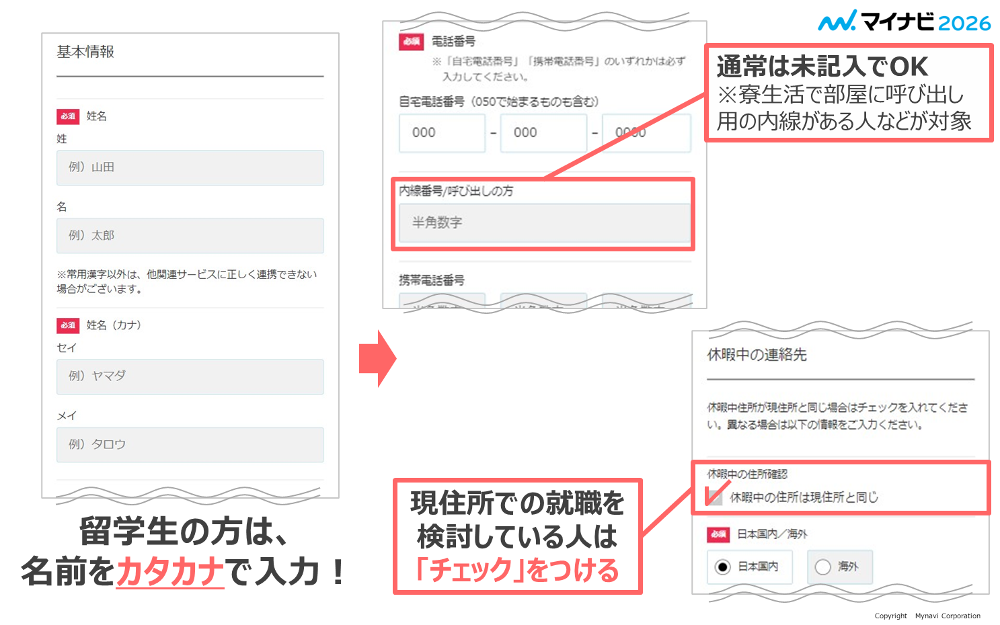 基本情報
必須 姓名
姓
例）山田
名
例）太郎
※常用漢字以外は、他関連サービスに正しく連携できない
場合がございます。
必須 姓名（カナ）
セイ
例）ヤマダ
メイ
例）タロウ
留学生の方は、
名前をカタカナで入力！
必須 電話番号
※「自宅電話番号」「携帯電話番号」のいずれかは必ず
入力してください。
自宅電話番号（050で始まるものも含む）
000 - 000 - 0000
内線番号/呼び出しの方
半角数字
携帯電話番号
半角数字 半角数字 半角数字
マイナビ2026
通常は未記入でOK
※寮生活で部屋に呼び出し
用の内線がある人などが対象
現住所での就職を
検討している人は
「チェック」をつける
休暇中の連絡先
休暇中住所が現住所と同じ場合はチェックを入れてくださ
い。異なる場合は以下の情報をご入力ください。
休暇中の住所確認
休暇中の住所は現住所と同じ
必須 日本国内／海外
日本国内 海外
Copyright Mynavi Corporation